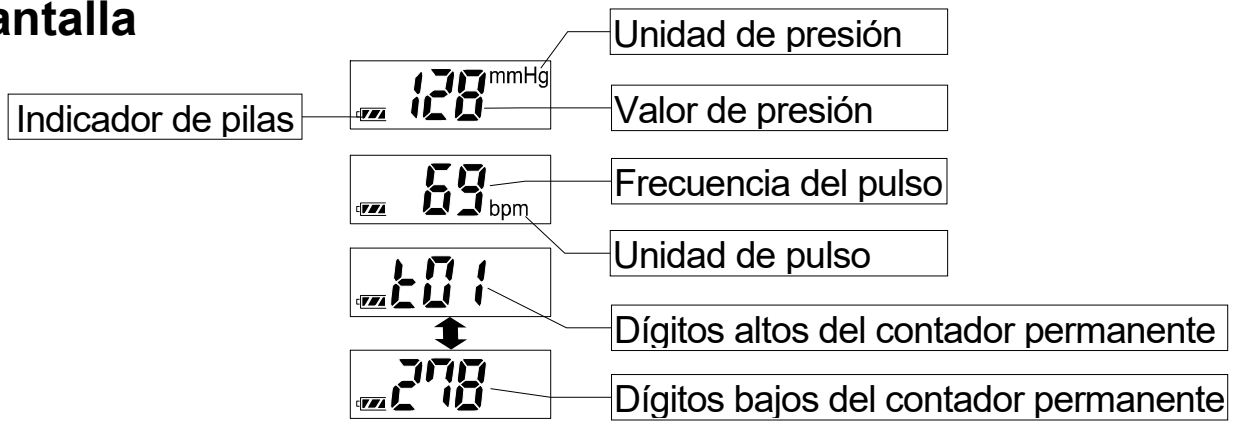 antalla
Unidad de presión
128 mmHg
Indicador de pilas
Valor de presión
69 bpm
Frecuencia del pulso
Unidad de pulso
t01
Dígitos altos del contador permanente
278
Dígitos bajos del contador permanente